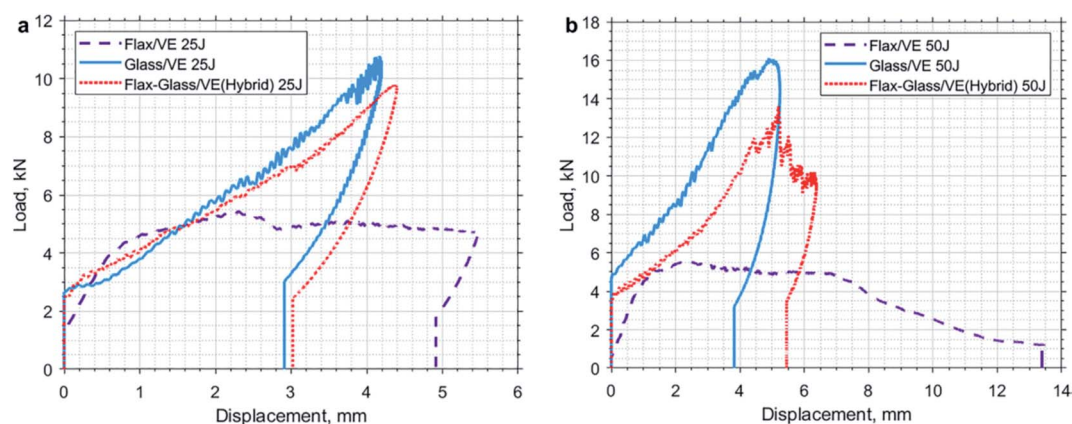 a
12
10
8
6
4
2
0
Load, kN
Flax/VE 25J
Glass/VE 25J
Flax-Glass/VE(Hybrid) 25J
0 1 2 3 4 5 6
Displacement, mm
b
18
16
14
12
10
8
6
4
2
0
Load, kN
Flax/VE 50J
Glass/VE 50J
Flax-Glass/VE(Hybrid) 50J
0 2 4 6 8 10 12 14
Displacement, mm